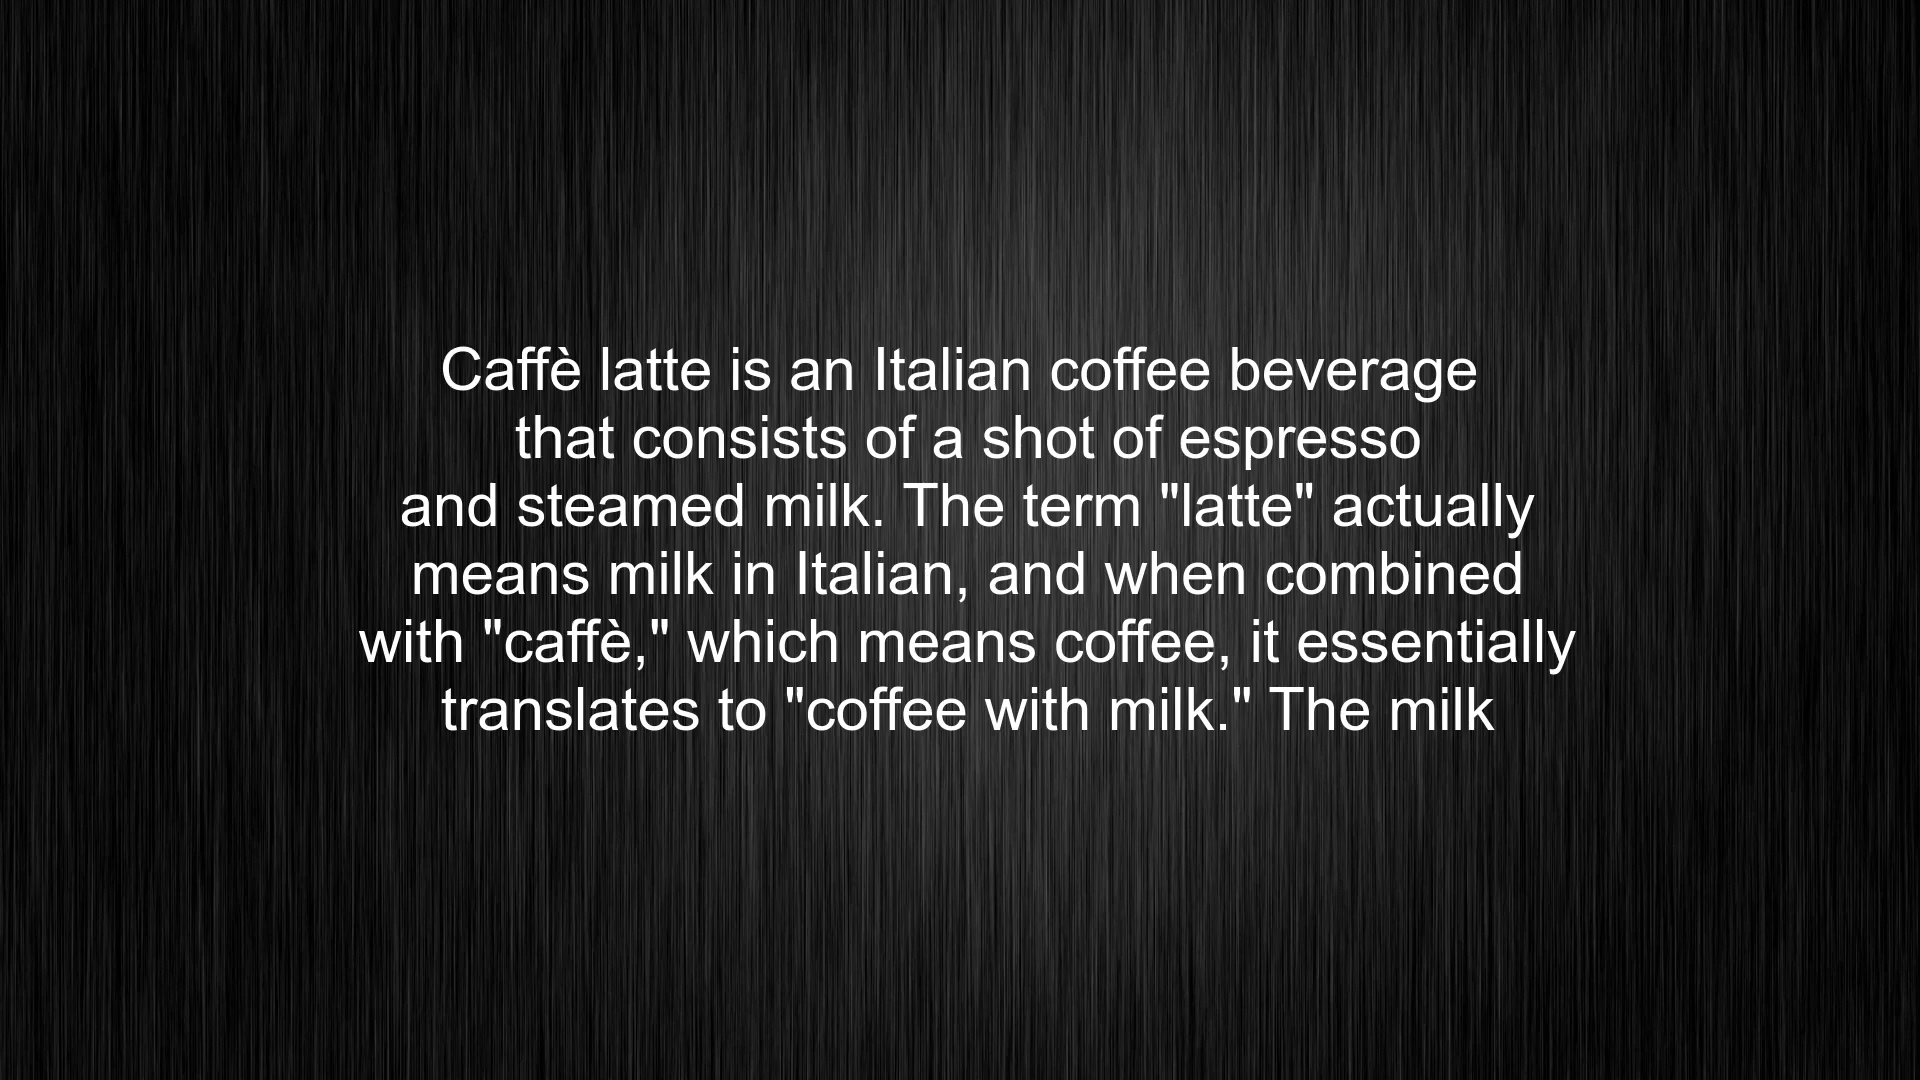 Caffè latte is an Italian coffee beverage
that consists of a shot of espresso
and steamed milk. The term "latte" actually
means milk in Italian, and when combined
with "caffè," which means coffee, it essentially
translates to "coffee with milk." The milk